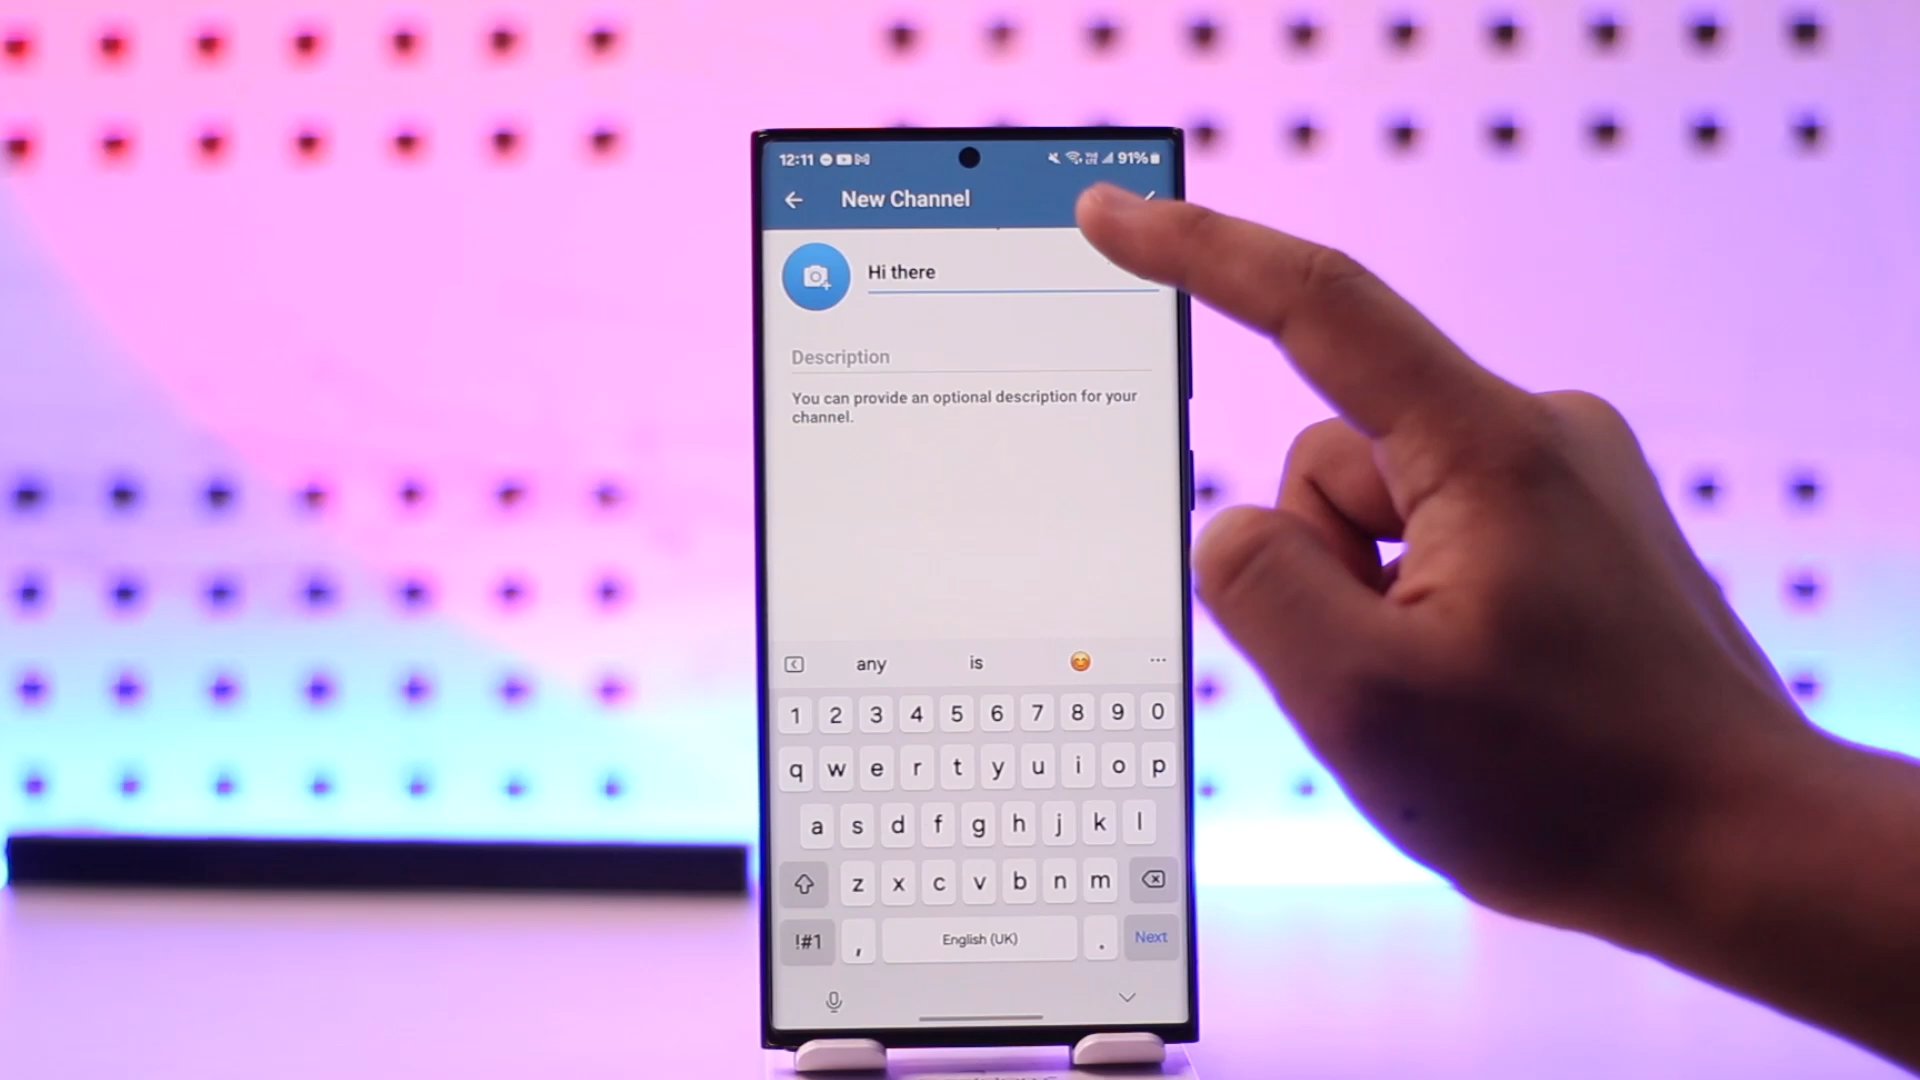 12:11 91%
New Channel
Hi there
Description
You can provide an optional description for your
channel.
any is
1 2 3 4 5 6 7 8 9 0
q w e r t y u i o p
a s d f g h j k l
z x c v b n m
!#1 , English (UK) . Next